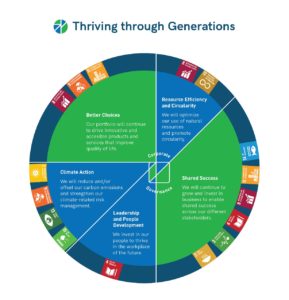 Thriving through Generations
Better Choices
Our portfolio will continue
to drive innovative and
accessible products and
services that improve
quality of life.
Resource Efficiency
and Circularity
We will optimise
our use of natural
resources and
promote circularity.
Climate Action
We will reduce and/or
offset our carbon emissions
and strengthen our
climate-related risk
management.
Corporate
Governance
Shared Success
We will continue to
grow and invest in
business to enable
shared success
across our different
stakeholders.
Leadership
and People
Development
We invest in our
people to thrive
in the workplace
of the future.